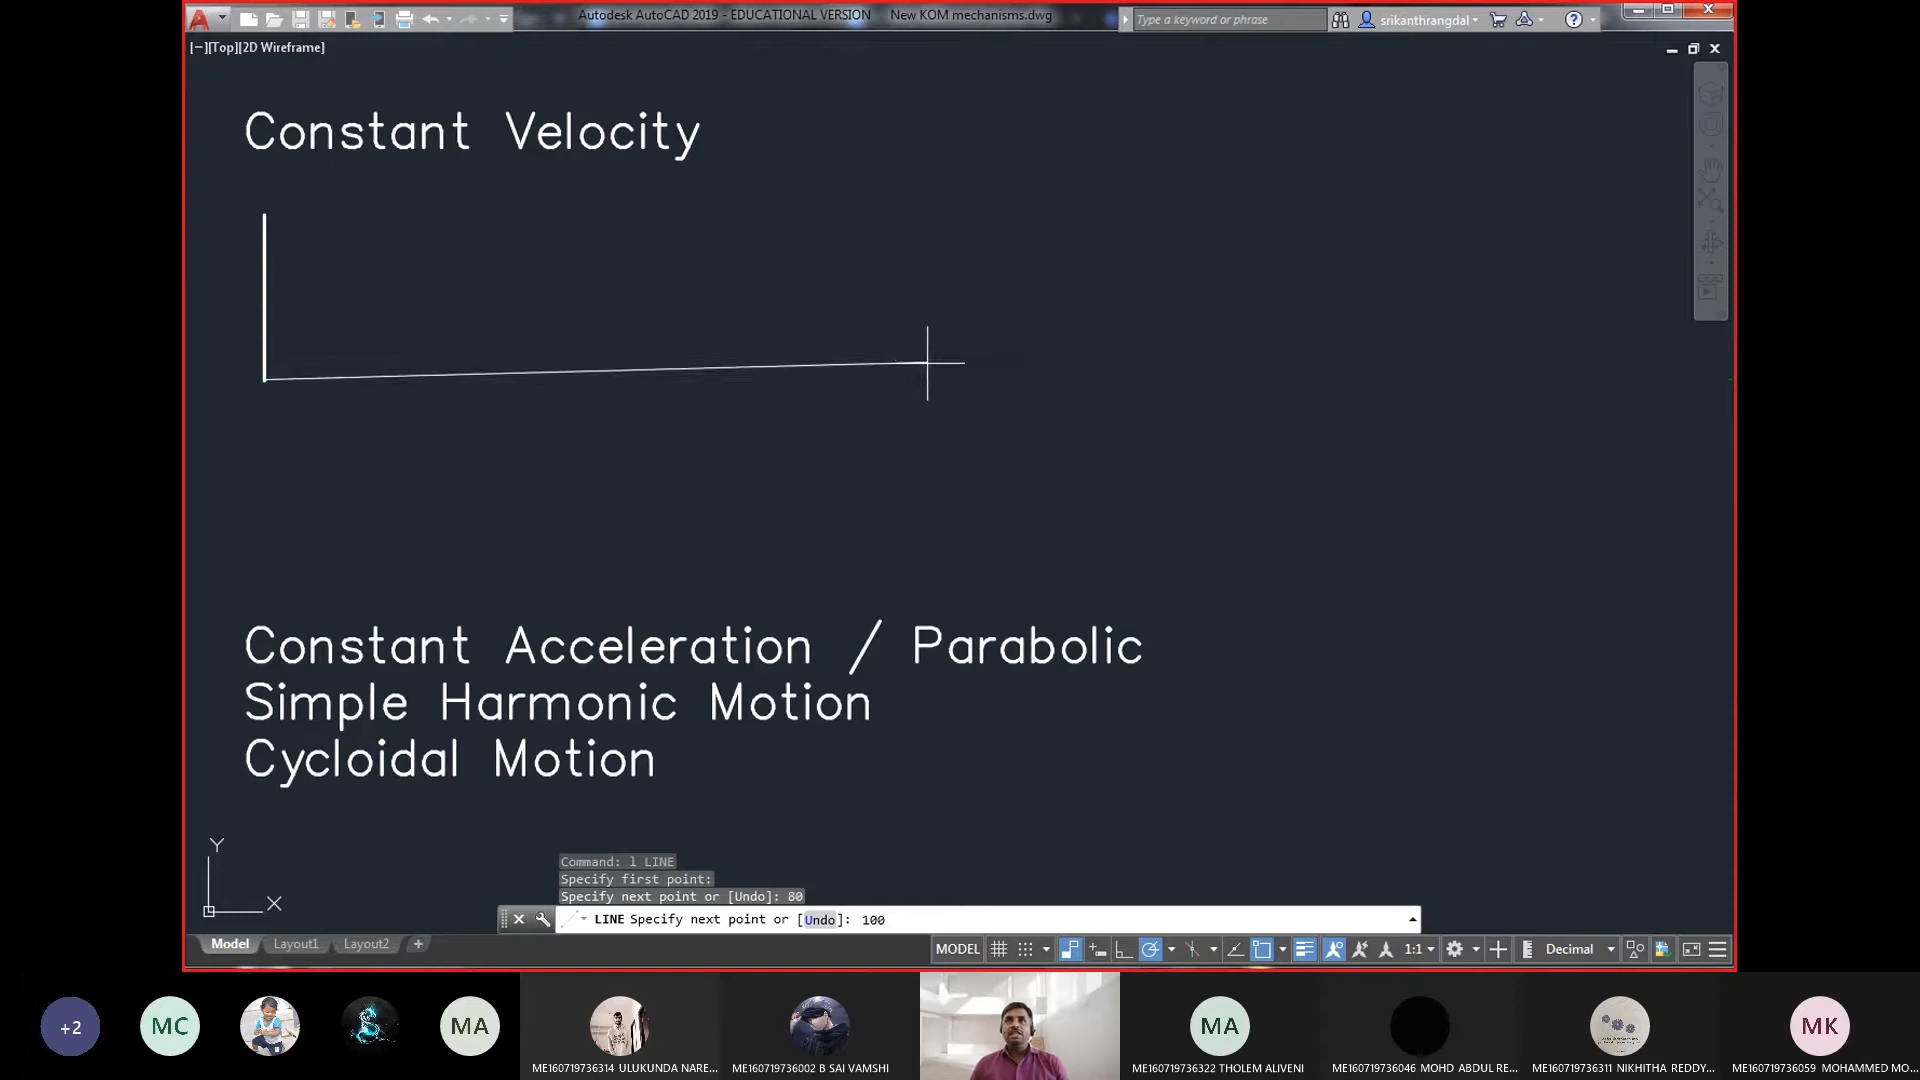 Autodesk AutoCAD 2019 - EDUCATIONAL VERSION New KOM mechanisms.dwg
Type a keyword or phrase
srikanthrangdal
[−][Top][2D Wireframe]
Constant Velocity
Constant Acceleration / Parabolic
Simple Harmonic Motion
Cycloidal Motion
Y
X
Command: l LINE
Specify first point:
Specify next point or [Undo]: 80
LINE Specify next point or [Undo]: 100
Model Layout1 Layout2 +
MODEL 1:1 Decimal
+2
MC
MA
MA
MK
ME160719736314 ULUKUNDA NARE...
ME160719736002 B SAI VAMSHI
ME160719736322 THOLEM ALIVENI
ME160719736046 MOHD ABDUL RE...
ME160719736311 NIKHITHA REDDY...
ME160719736059 MOHAMMED MO...